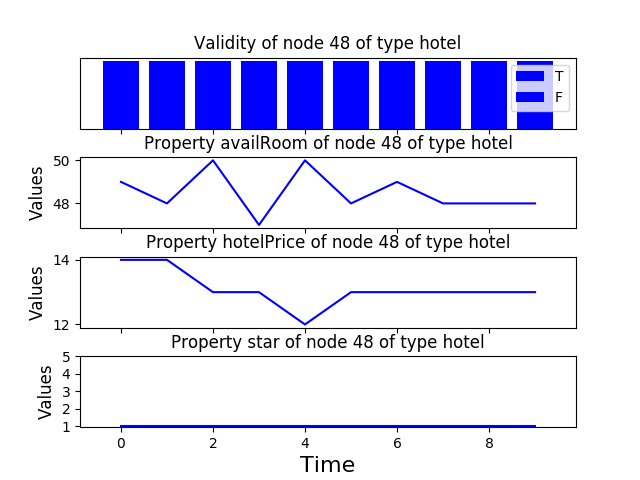 Validity of node 48 of type hotel
T
F
Property availRoom of node 48 of type hotel
50
48
Values
Property hotelPrice of node 48 of type hotel
14
12
Values
Property star of node 48 of type hotel
5
4
3
2
1
Values
0 2 4 6 8
Time